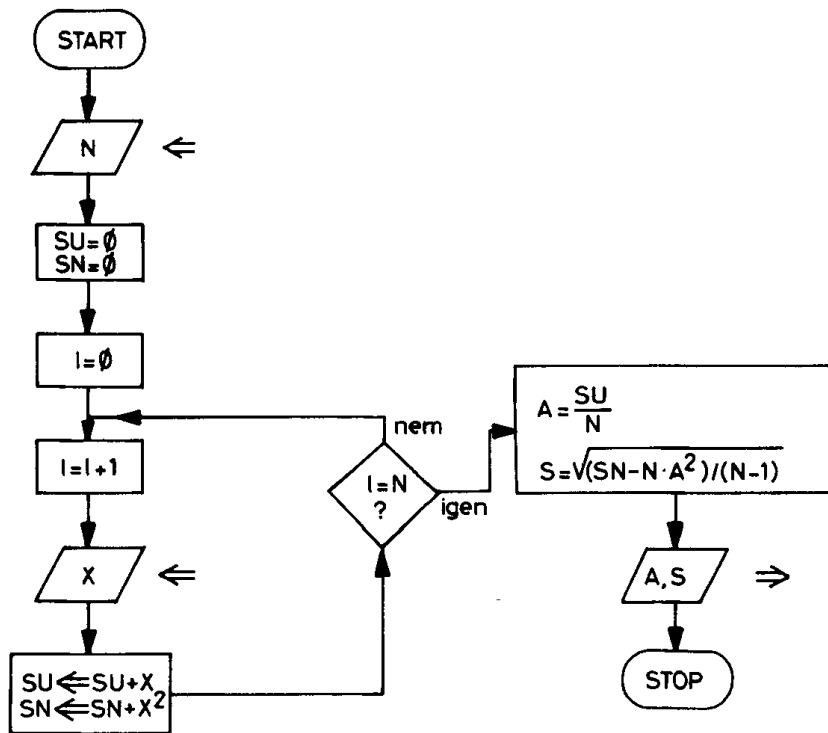 START
N ⇐
SU=Ø
SN=Ø
I=Ø
I=I+1
X ⇐
SU⇐SU+X
SN⇐SN+X²
I=N
?
nem
igen
A=SU/N
S=√(SN-N·A²)/(N-1)
A,S ⇒
STOP